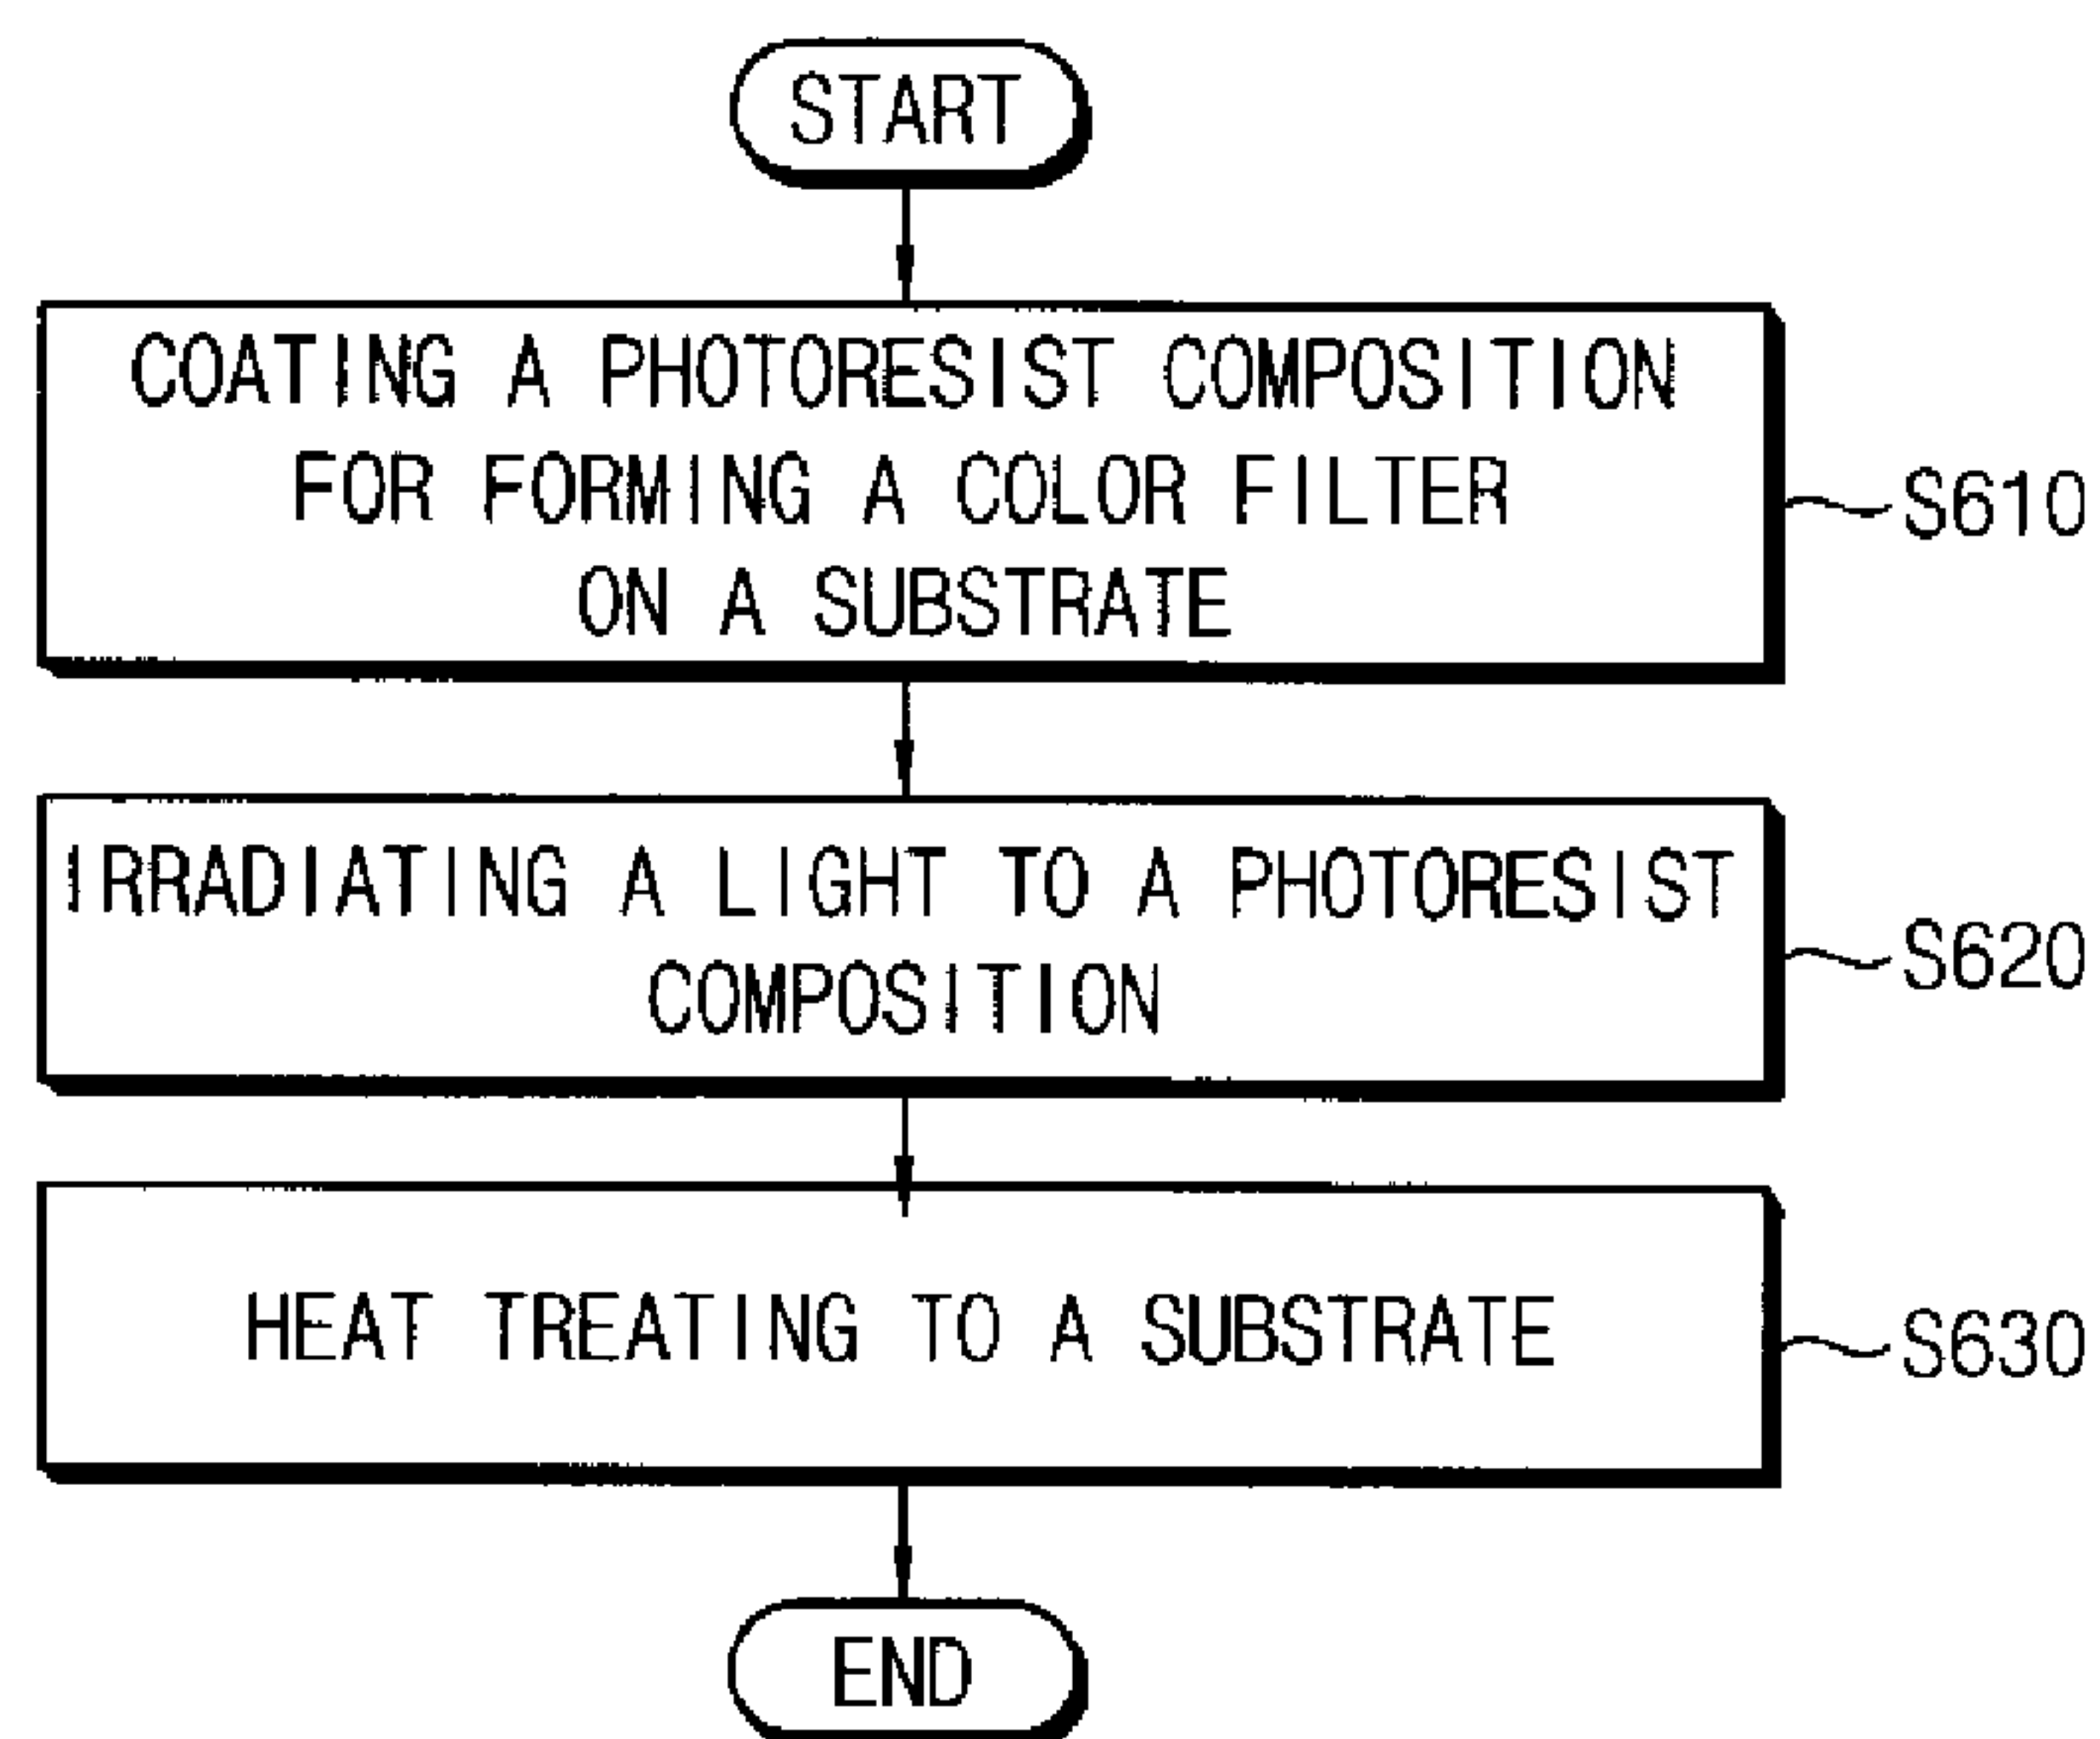 START
COATING A PHOTORESIST COMPOSITION
FOR FORMING A COLOR FILTER
ON A SUBSTRATE
S610
IRRADIATING A LIGHT TO A PHOTORESIST
COMPOSITION
S620
HEAT TREATING TO A SUBSTRATE
S630
END